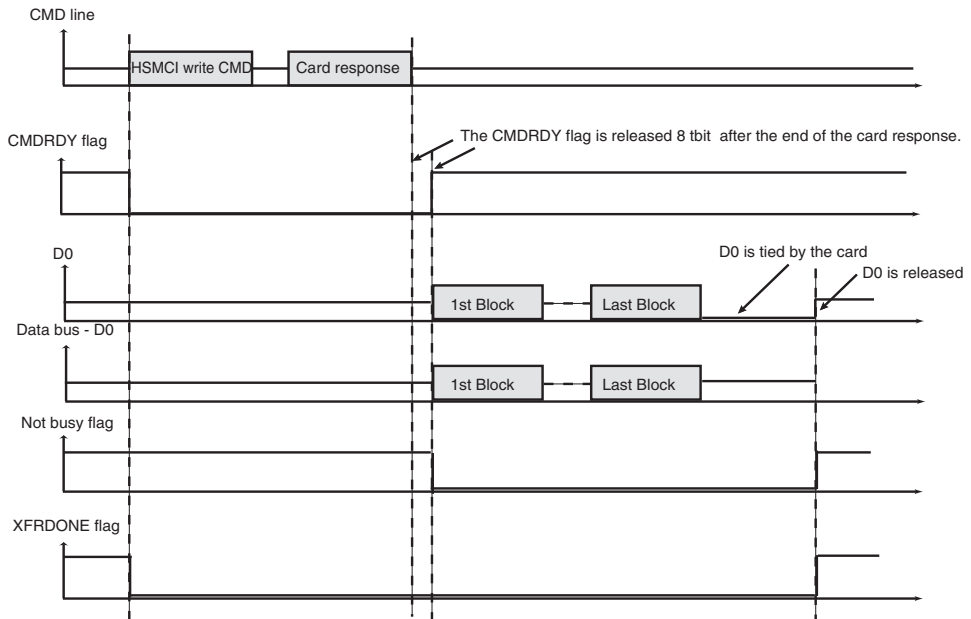 CMD line
HSMCI write CMD
Card response
The CMDRDY flag is released 8 tbit after the end of the card response.
CMDRDY flag
D0
D0 is tied by the card
D0 is released
1st Block
Last Block
Data bus - D0
1st Block
Last Block
Not busy flag
XFRDONE flag